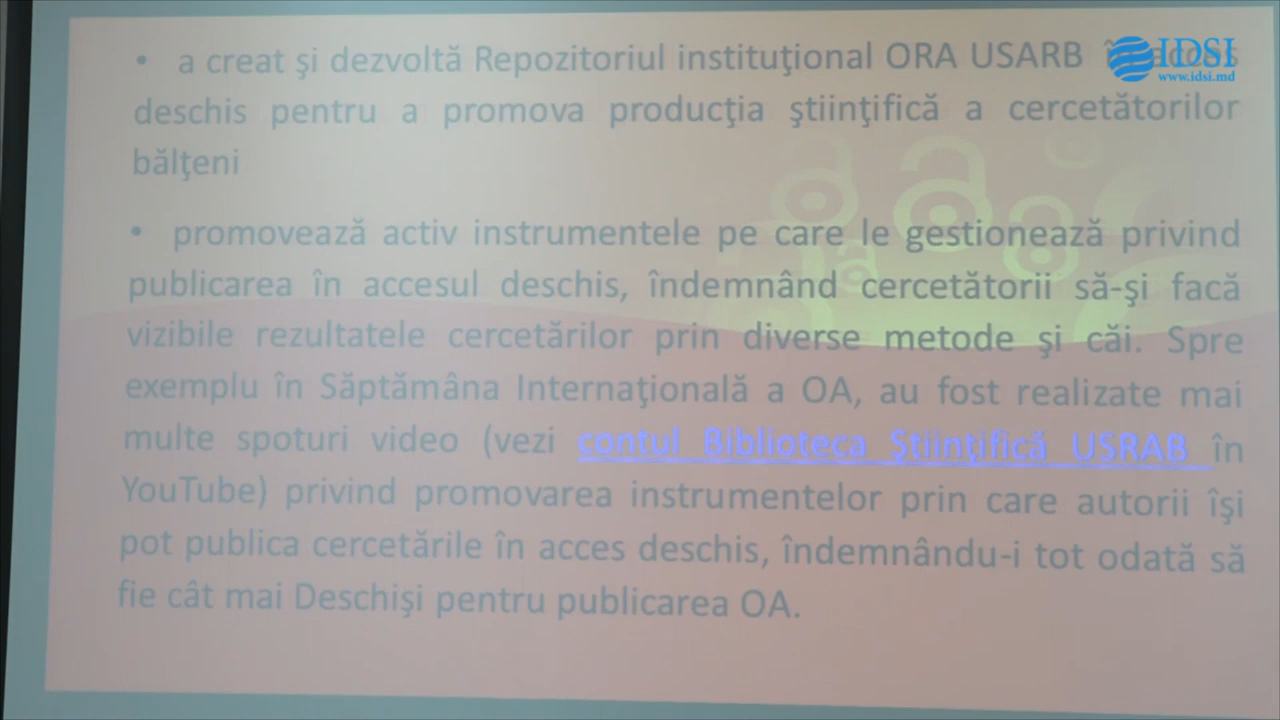 • a creat şi dezvoltă Repozitoriul instituţional ORA USARB
IDSI
www.idsi.md
deschis pentru a promova producţia ştiinţifică a cercetătorilor
bălţeni
• promovează activ instrumentele pe care le gestionează privind
publicarea în accesul deschis, îndemnând cercetătorii să-şi facă
vizibile rezultatele cercetărilor prin diverse metode şi căi. Spre
exemplu în Săptămâna Internaţională a OA, au fost realizate mai
multe spoturi video (vezi contul Biblioteca Ştiinţifică USRAB în
YouTube) privind promovarea instrumentelor prin care autorii îşi
pot publica cercetările în acces deschis, îndemnându-i tot odată să
fie cât mai Deschişi pentru publicarea OA.